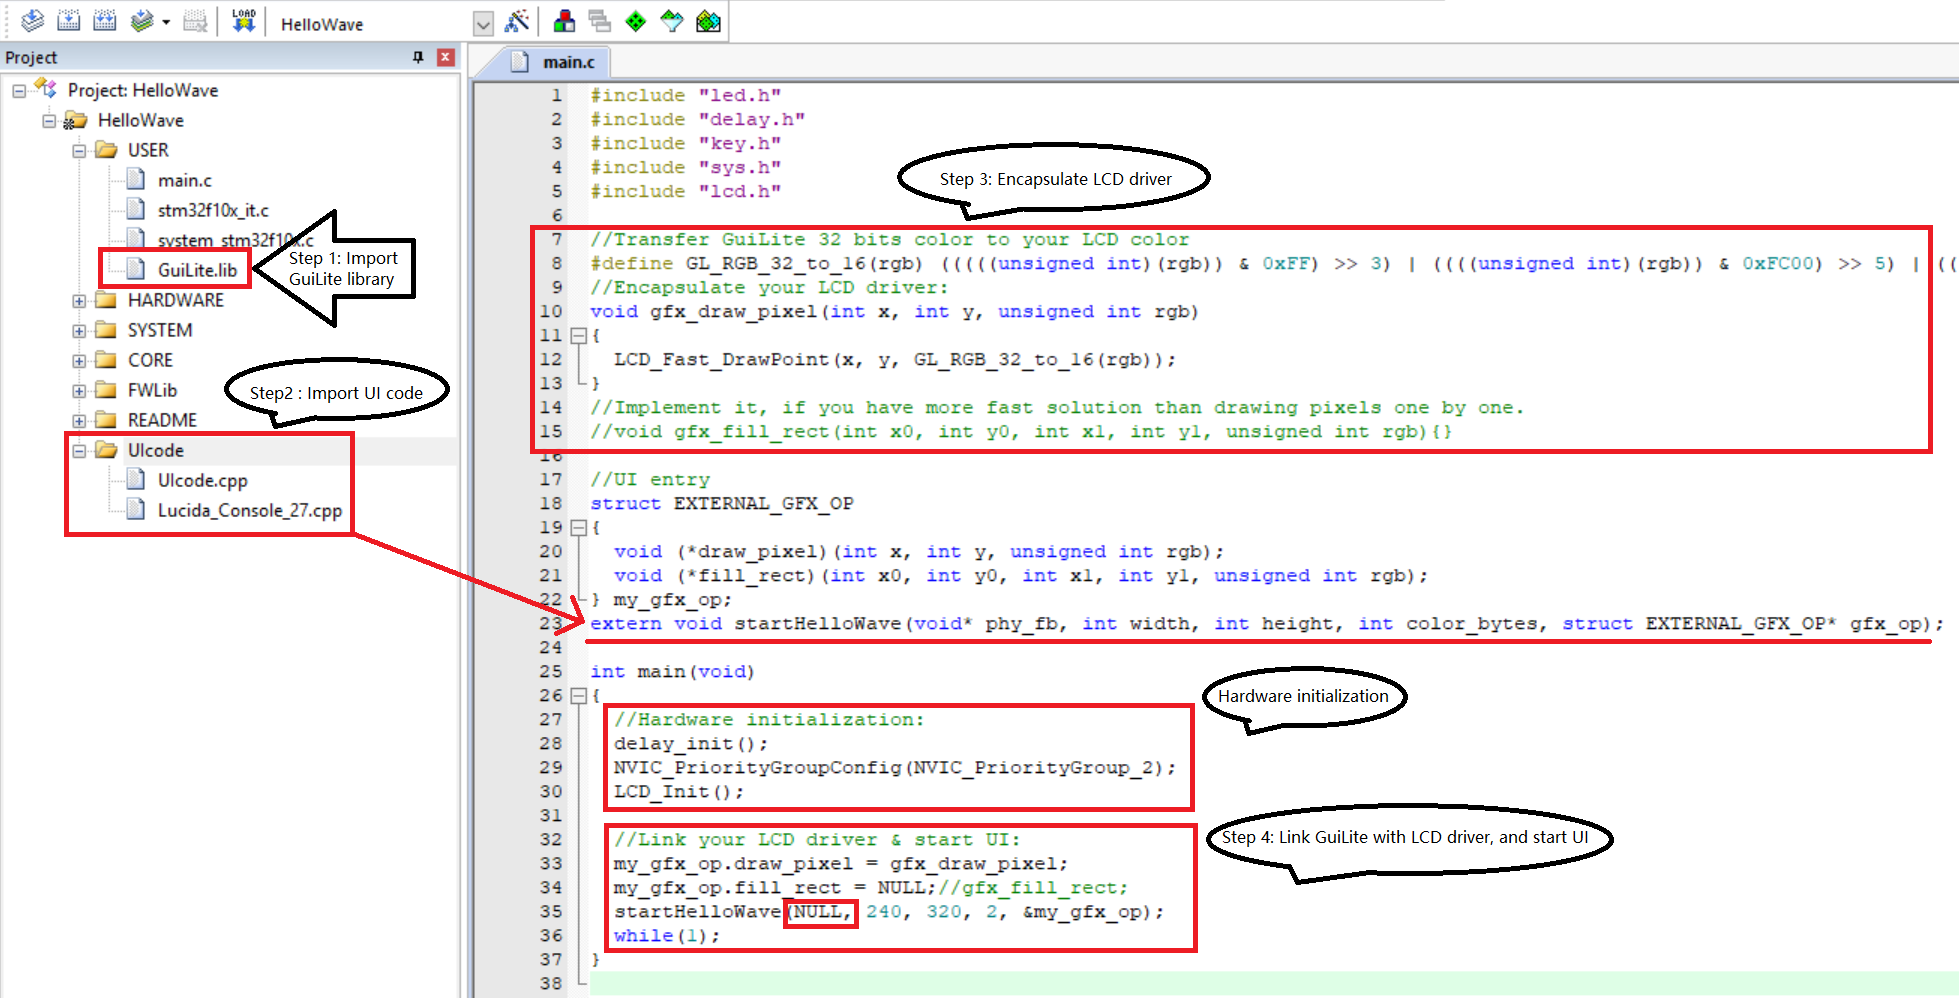 LOAD
HelloWave
Project
Project: HelloWave
HelloWave
USER
main.c
stm32f10x_it.c
system_stm32f10x.c
GuiLite.lib
HARDWARE
SYSTEM
CORE
FWLib
README
UIcode
UIcode.cpp
Lucida_Console_27.cpp
Step 1: Import
GuiLite library
Step2 : Import UI code
main.c
1 #include "led.h"
2 #include "delay.h"
3 #include "key.h"
4 #include "sys.h"
5 #include "lcd.h"
6
Step 3: Encapsulate LCD driver
7 //Transfer GuiLite 32 bits color to your LCD color
8 #define GL_RGB_32_to_16(rgb) (((((unsigned int)(rgb)) & 0xFF) >> 3) | ((((unsigned int)(rgb)) & 0xFC00) >> 5) | ((
9 //Encapsulate your LCD driver:
10 void gfx_draw_pixel(int x, int y, unsigned int rgb)
11 {
12 LCD_Fast_DrawPoint(x, y, GL_RGB_32_to_16(rgb));
13 }
14 //Implement it, if you have more fast solution than drawing pixels one by one.
15 //void gfx_fill_rect(int x0, int y0, int x1, int y1, unsigned int rgb){}
16
17 //UI entry
18 struct EXTERNAL_GFX_OP
19 {
20 void (*draw_pixel)(int x, int y, unsigned int rgb);
21 void (*fill_rect)(int x0, int y0, int x1, int y1, unsigned int rgb);
22 } my_gfx_op;
23 extern void startHelloWave(void* phy_fb, int width, int height, int color_bytes, struct EXTERNAL_GFX_OP* gfx_op);
24
25 int main(void)
26 {
Hardware initialization
27 //Hardware initialization:
28 delay_init();
29 NVIC_PriorityGroupConfig(NVIC_PriorityGroup_2);
30 LCD_Init();
31
Step 4: Link GuiLite with LCD driver, and start UI
32 //Link your LCD driver & start UI:
33 my_gfx_op.draw_pixel = gfx_draw_pixel;
34 my_gfx_op.fill_rect = NULL;//gfx_fill_rect;
35 startHelloWave(NULL, 240, 320, 2, &my_gfx_op);
36 while(1);
37 }
38